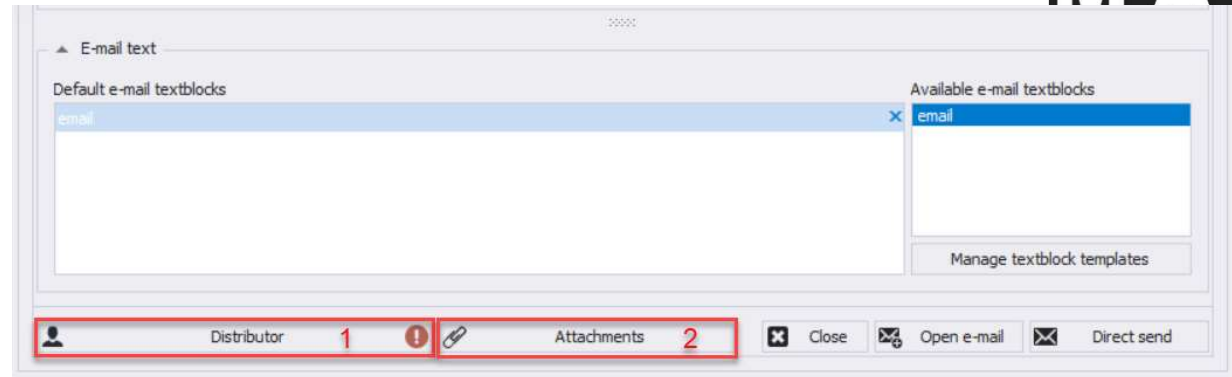 E-mail text
Default e-mail textblocks
Available e-mail textblocks
email
email
Manage textblock templates
Distributor 1
Attachments 2
Close
Open e-mail
Direct send